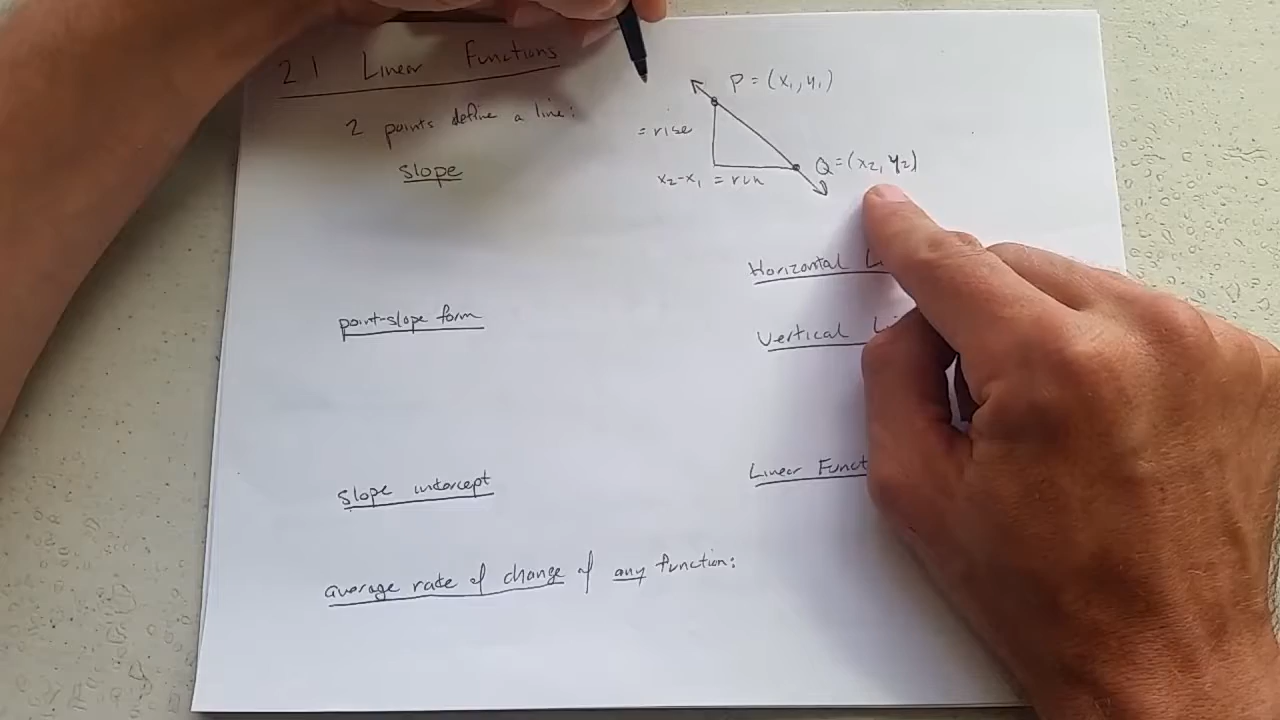 2.1 Linear Functions
2 points define a line:
P = (x₁, y₁)
= rise
Q = (x₂, y₂)
x₂-x₁ = run
slope
Horizontal
point-slope form
Vertical
Linear
slope intercept
average rate of change of any function: